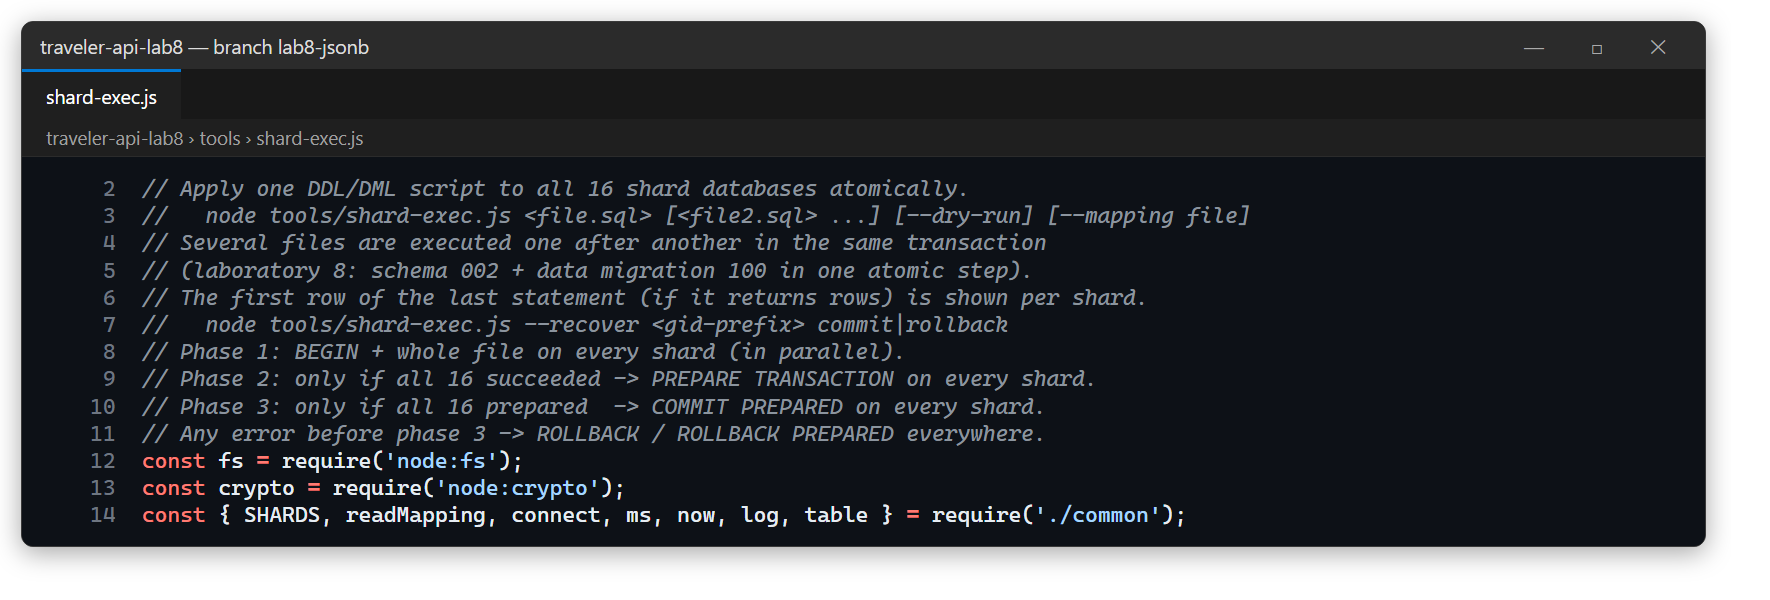 traveler-api-lab8 — branch lab8-jsonb
shard-exec.js
traveler-api-lab8 › tools › shard-exec.js
2 // Apply one DDL/DML script to all 16 shard databases atomically.
3 //   node tools/shard-exec.js <file.sql> [<file2.sql> ...] [--dry-run] [--mapping file]
4 // Several files are executed one after another in the same transaction
5 // (laboratory 8: schema 002 + data migration 100 in one atomic step).
6 // The first row of the last statement (if it returns rows) is shown per shard.
7 //   node tools/shard-exec.js --recover <gid-prefix> commit|rollback
8 // Phase 1: BEGIN + whole file on every shard (in parallel).
9 // Phase 2: only if all 16 succeeded -> PREPARE TRANSACTION on every shard.
10 // Phase 3: only if all 16 prepared  -> COMMIT PREPARED on every shard.
11 // Any error before phase 3 -> ROLLBACK / ROLLBACK PREPARED everywhere.
12 const fs = require('node:fs');
13 const crypto = require('node:crypto');
14 const { SHARDS, readMapping, connect, ms, now, log, table } = require('./common');